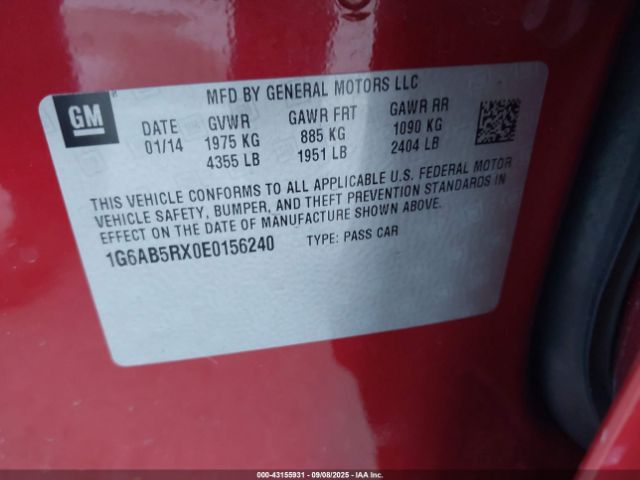 GM
MFD BY GENERAL MOTORS LLC
DATE GVWR GAWR FRT GAWR RR
01/14 1975 KG 885 KG 1090 KG
4355 LB 1951 LB 2404 LB
THIS VEHICLE CONFORMS TO ALL APPLICABLE U.S. FEDERAL MOTOR
VEHICLE SAFETY, BUMPER, AND THEFT PREVENTION STANDARDS IN
EFFECT ON THE DATE OF MANUFACTURE SHOWN ABOVE.
1G6AB5RX0E0156240 TYPE: PASS CAR
000-43155931 - 09/08/2025 - IAAI.COM